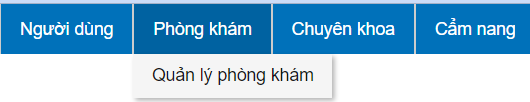 Người dùng Phòng khám Chuyên khoa Cẩm nang
Quản lý phòng khám